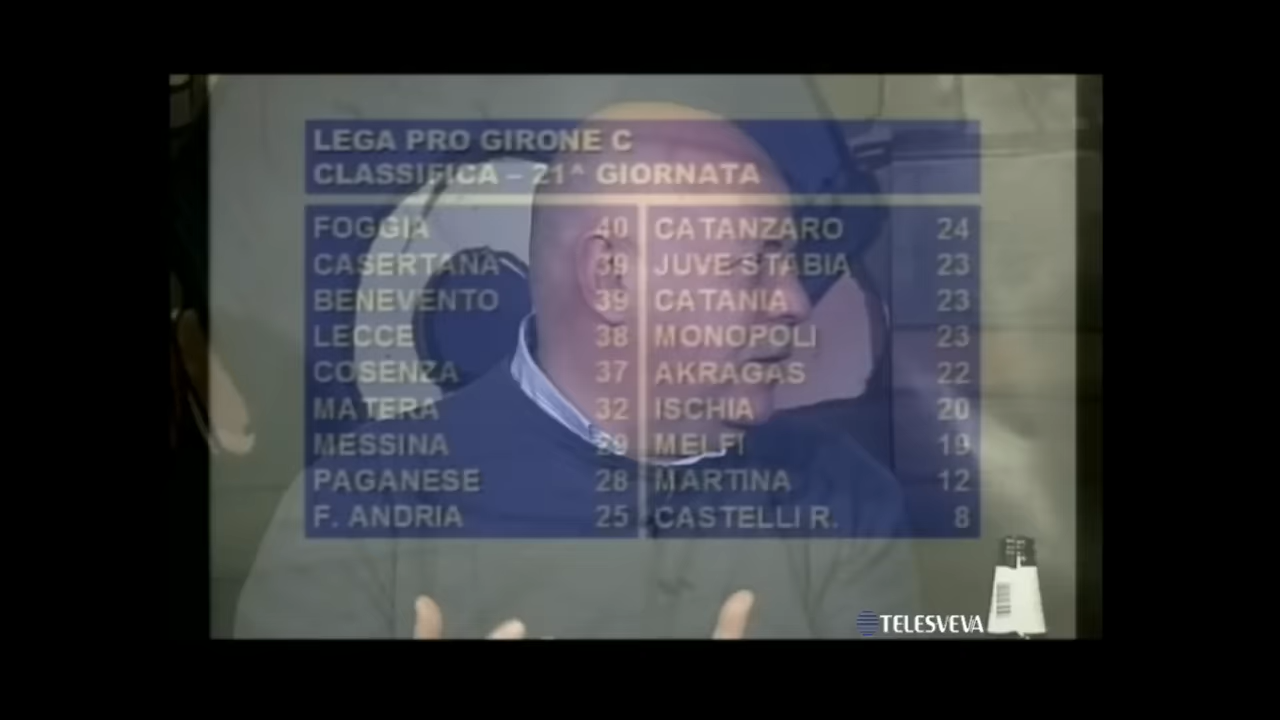 LEGA PRO GIRONE C
CLASSIFICA – 21^ GIORNATA
FOGGIA 40
CASERTANA 39
BENEVENTO 39
LECCE 38
COSENZA 37
MATERA 32
MESSINA 29
PAGANESE 28
F. ANDRIA 25
CATANZARO 24
JUVE STABIA 23
CATANIA 23
MONOPOLI 23
AKRAGAS 22
ISCHIA 20
MELFI 19
MARTINA 12
CASTELLI R. 8
TELESVEVA